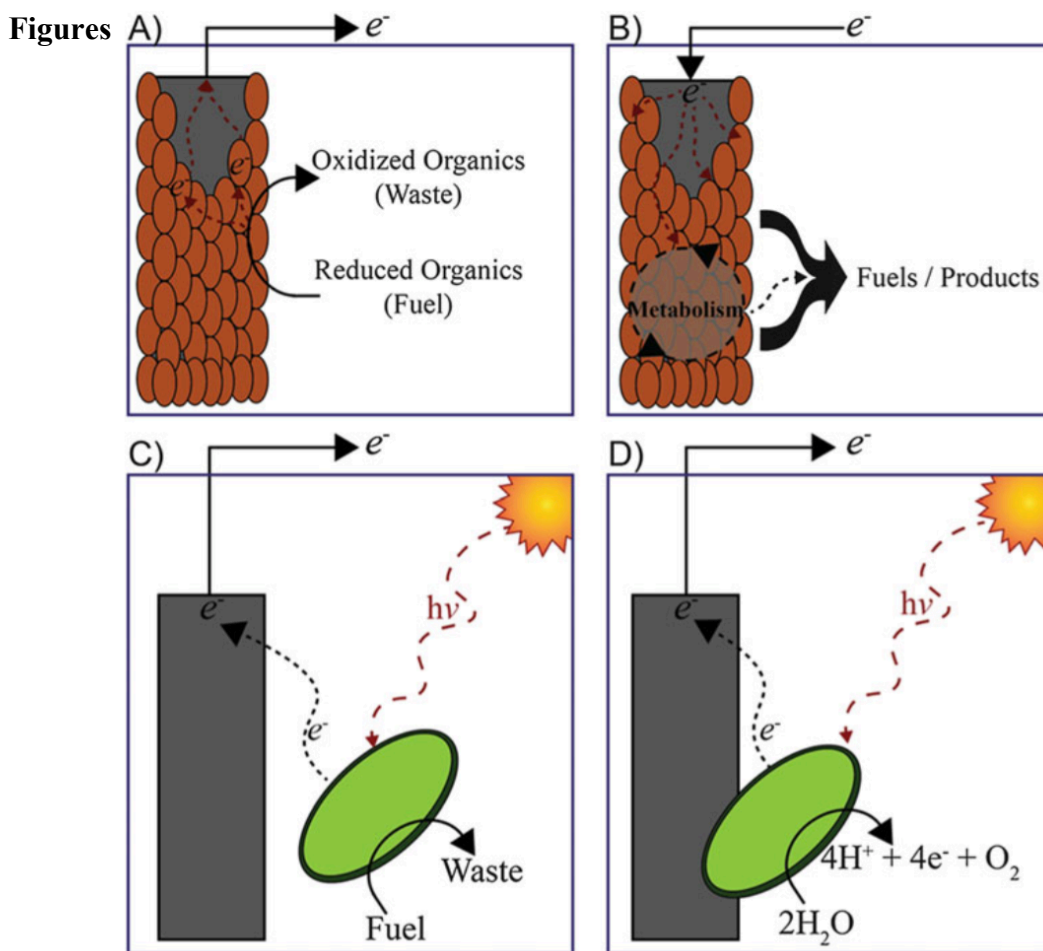 Figures
A)
e-
B)
e-
e-
e-
e-
Oxidized Organics
(Waste)
Reduced Organics
(Fuel)
Metabolism
Fuels / Products
C)
e-
D)
e-
e-
hν
e-
Waste
Fuel
e-
hν
e-
4H⁺ + 4e⁻ + O₂
2H₂O